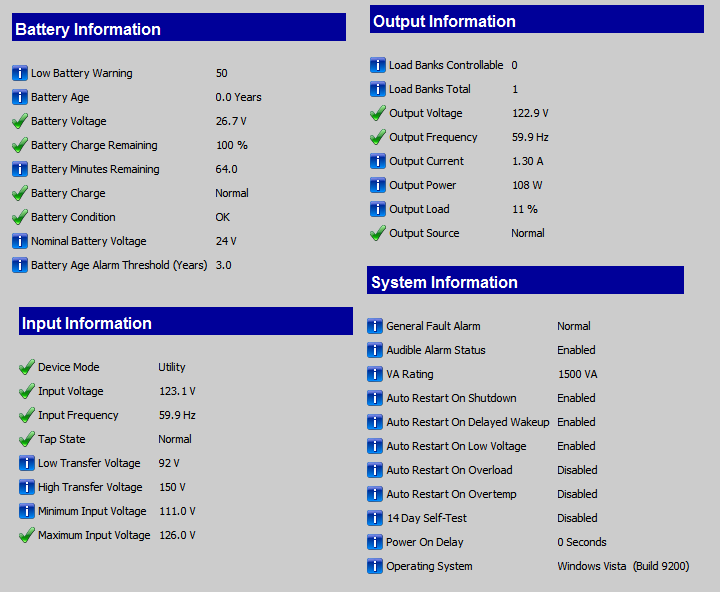 Battery Information
Low Battery Warning 50
Battery Age 0.0 Years
Battery Voltage 26.7 V
Battery Charge Remaining 100 %
Battery Minutes Remaining 64.0
Battery Charge Normal
Battery Condition OK
Nominal Battery Voltage 24 V
Battery Age Alarm Threshold (Years) 3.0
Input Information
Device Mode Utility
Input Voltage 123.1 V
Input Frequency 59.9 Hz
Tap State Normal
Low Transfer Voltage 92 V
High Transfer Voltage 150 V
Minimum Input Voltage 111.0 V
Maximum Input Voltage 126.0 V
Output Information
Load Banks Controllable 0
Load Banks Total 1
Output Voltage 122.9 V
Output Frequency 59.9 Hz
Output Current 1.30 A
Output Power 108 W
Output Load 11 %
Output Source Normal
System Information
General Fault Alarm Normal
Audible Alarm Status Enabled
VA Rating 1500 VA
Auto Restart On Shutdown Enabled
Auto Restart On Delayed Wakeup Enabled
Auto Restart On Low Voltage Enabled
Auto Restart On Overload Disabled
Auto Restart On Overtemp Disabled
14 Day Self-Test Disabled
Power On Delay 0 Seconds
Operating System Windows Vista (Build 9200)